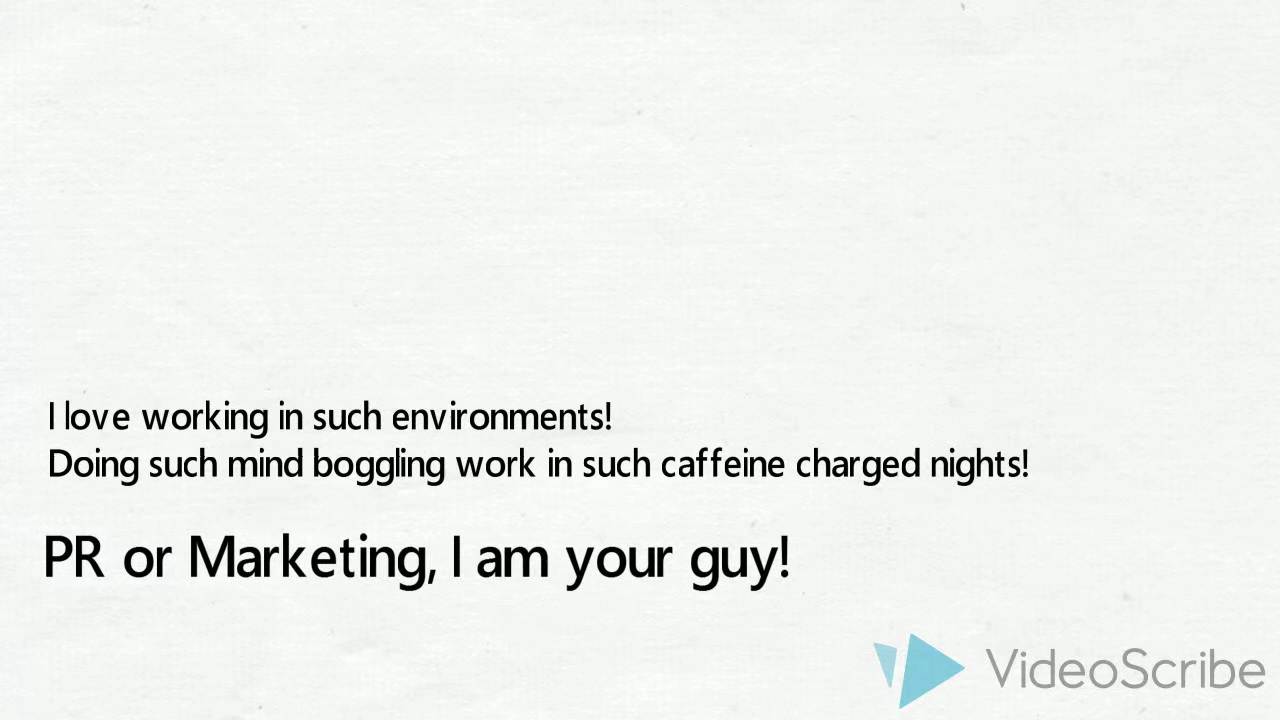 I love working in such environments!
Doing such mind boggling work in such caffeine charged nights!
PR or Marketing, I am your guy!
VideoScribe